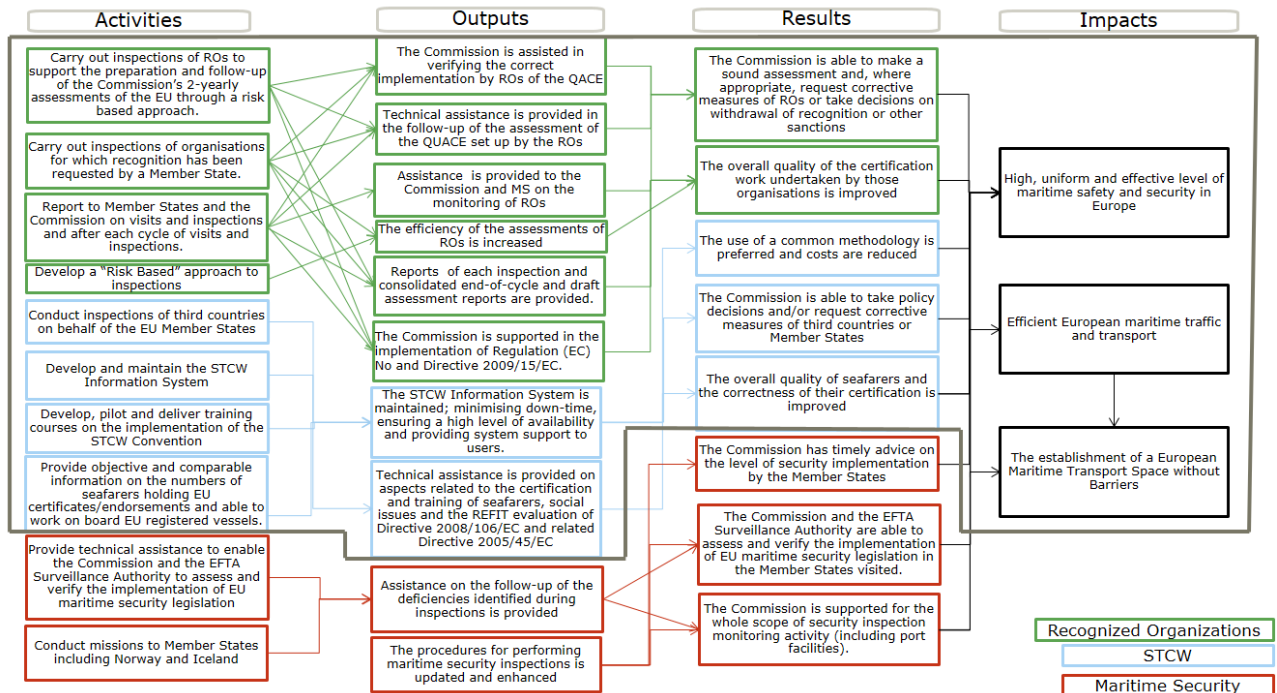 Activities
Outputs
Results
Impacts
Carry out inspections of ROs to
support the preparation and follow-up
of the Commission's 2-yearly
assessments of the EU through a risk
based approach.
Carry out inspections of organisations
for which recognition has been
requested by a Member State.
Report to Member States and the
Commission on visits and inspections
and after each cycle of visits and
inspections.
Develop a “Risk Based” approach to
inspections
Conduct inspections of third countries
on behalf of the EU Member States
Develop and maintain the STCW
Information System
Develop, pilot and deliver training
courses on the implementation of the
STCW Convention
Provide objective and comparable
information on the numbers of
seafarers holding EU
certificates/endorsements and able to
work on board EU registered vessels.
Provide technical assistance to enable
the Commission and the EFTA
Surveillance Authority to assess and
verify the implementation of EU
maritime security legislation
Conduct missions to Member States
including Norway and Iceland
The Commission is assisted in
verifying the correct
implementation by ROs of the QACE
Technical assistance is provided in
the follow-up of the assessment of
the QUACE set up by the ROs
Assistance is provided to the
Commission and MS on the
monitoring of ROs
The efficiency of the assessments of
ROs is increased
Reports of each inspection and
consolidated end-of-cycle and draft
assessment reports are provided.
The Commission is supported in the
implementation of Regulation (EC)
No and Directive 2009/15/EC.
The STCW Information System is
maintained; minimising down-time,
ensuring a high level of availability
and providing system support to
users.
Technical assistance is provided on
aspects related to the certification
and training of seafarers, social
issues and the REFIT evaluation of
Directive 2008/106/EC and related
Directive 2005/45/EC
Assistance on the follow-up of the
deficiencies identified during
inspections is provided
The procedures for performing
maritime security inspections is
updated and enhanced
The Commission is able to make a
sound assessment and, where
appropriate, request corrective
measures of ROs or take decisions on
withdrawal of recognition or other
sanctions
The overall quality of the certification
work undertaken by those
organisations is improved
The use of a common methodology is
preferred and costs are reduced
The Commission is able to take policy
decisions and/or request corrective
measures of third countries or
Member States
The overall quality of seafarers and
the correctness of their certification is
improved
The Commission has timely advice on
the level of security implementation
by the Member States
The Commission and the EFTA
Surveillance Authority are able to
assess and verify the implementation
of EU maritime security legislation in
the Member States visited.
The Commission is supported for the
whole scope of security inspection
monitoring activity (including port
facilities).
High, uniform and effective level of
maritime safety and security in
Europe
Efficient European maritime traffic
and transport
The establishment of a European
Maritime Transport Space without
Barriers
Recognized Organizations
STCW
Maritime Security